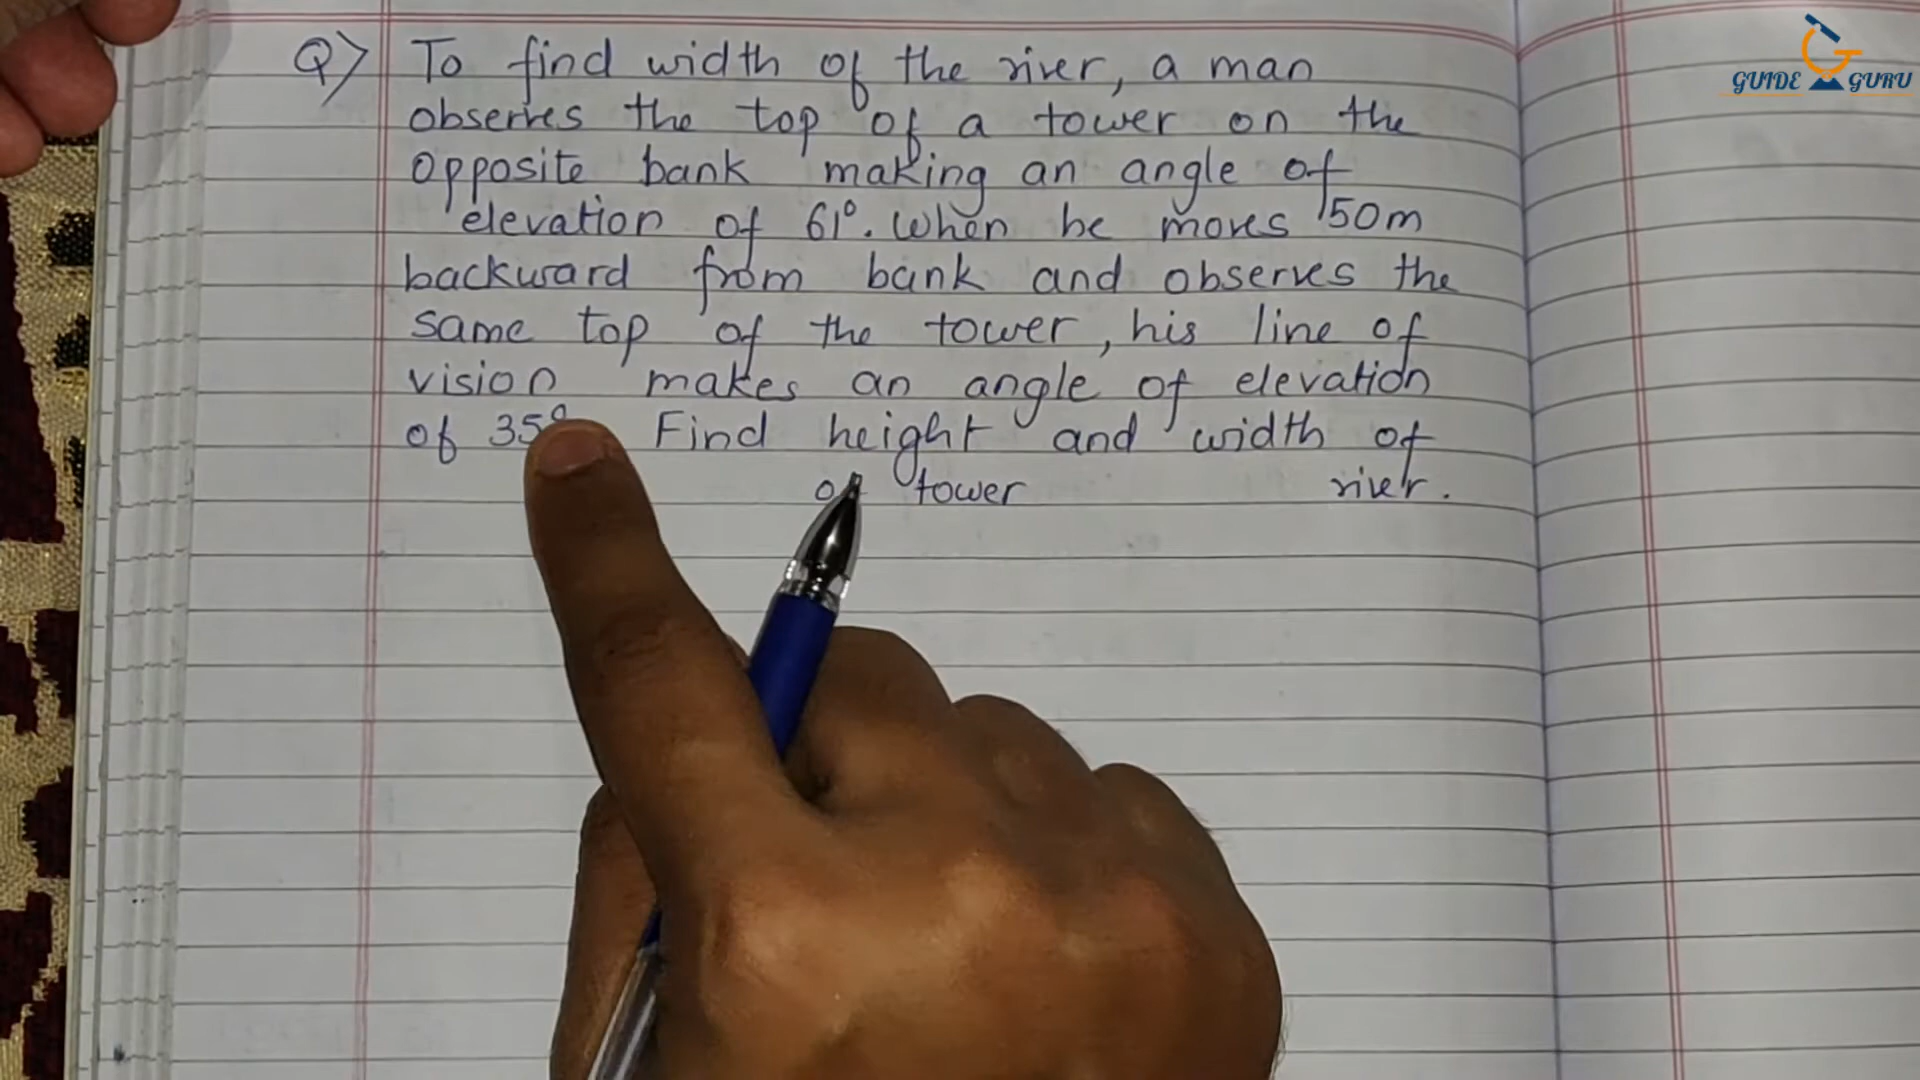 Q> To find width of the river, a man
observes the top of a tower on the
opposite bank making an angle of
elevation of 61°. When he moves 50m
backward from bank and observes the
same top of the tower, his line of
vision makes an angle of elevation
of 35° Find height and width of
of tower river.
GUIDE GURU